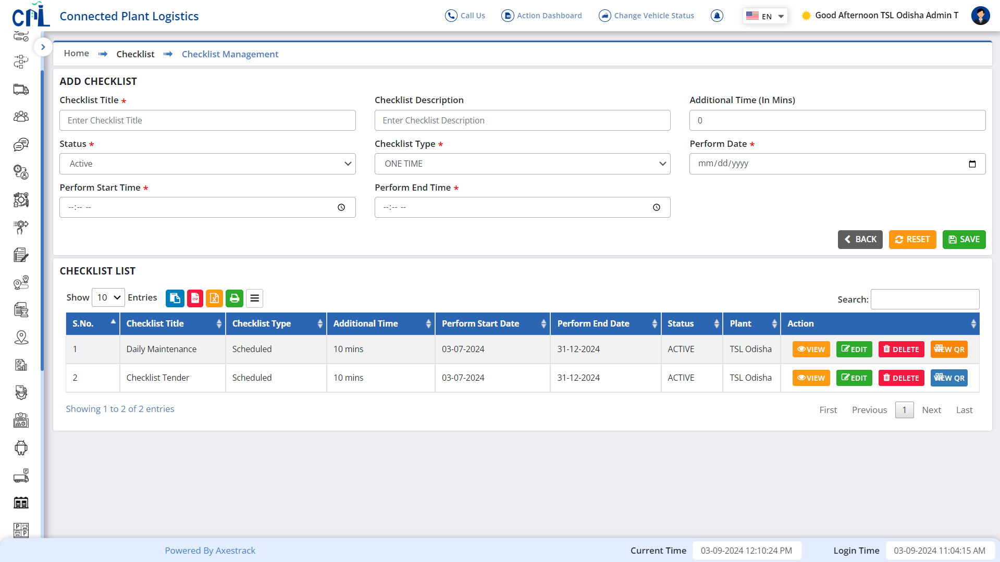 Connected Plant Logistics
Call Us
Action Dashboard
Change Vehicle Status
EN
Good Afternoon TSL Odisha Admin T
Home
Checklist
Checklist Management
ADD CHECKLIST
Checklist Title *
Checklist Description
Additional Time (In Mins)
Enter Checklist Title
Enter Checklist Description
0
Status *
Checklist Type *
Perform Date *
Active
ONE TIME
mm/dd/yyyy
Perform Start Time *
Perform End Time *
--:-- --
--:-- --
BACK
RESET
SAVE
CHECKLIST LIST
Show 10 Entries
Search:
S.No. Checklist Title Checklist Type Additional Time Perform Start Date Perform End Date Status Plant Action
1 Daily Maintenance Scheduled 10 mins 03-07-2024 31-12-2024 ACTIVE TSL Odisha VIEW EDIT DELETE VIEW QR
2 Checklist Tender Scheduled 10 mins 03-07-2024 31-12-2024 ACTIVE TSL Odisha VIEW EDIT DELETE VIEW QR
Showing 1 to 2 of 2 entries
First Previous 1 Next Last
Powered By Axestrack
Current Time 03-09-2024 12:10:24 PM
Login Time 03-09-2024 11:04:15 AM